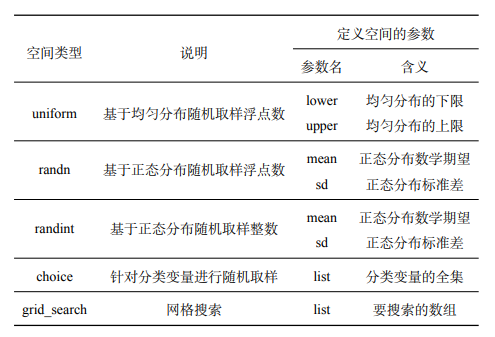 空间类型 说明 定义空间的参数
参数名 含义
uniform 基于均匀分布随机取样浮点数 lower 均匀分布的下限
upper 均匀分布的上限
randn 基于正态分布随机取样浮点数 mean 正态分布数学期望
sd 正态分布标准差
randint 基于正态分布随机取样整数 mean 正态分布数学期望
sd 正态分布标准差
choice 针对分类变量进行随机取样 list 分类变量的全集
grid_search 网格搜索 list 要搜索的数组